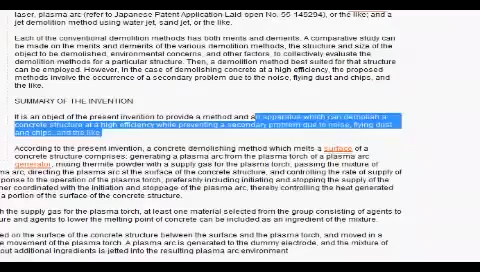 laser, plasma arc (refer to Japanese Patent Application Laid-open No. 55-145294), or the like; and a
jet demolition method using water jet, sand jet, or the like.
Each of the conventional demolition methods has both merits and demerits. A comparative study can
be made on the merits and demerits of the various demolition methods, the structure and size of the
object to be demolished, environmental concerns, and other factors, to collectively evaluate the
demolition methods for a particular structure. Then, a demolition method best suited for that structure
can be employed. However, in the case of demolishing concrete at a high efficiency, the proposed
methods involve the occurrence of a secondary problem due to noise, flying dust and chips, and
the like.
SUMMARY OF THE INVENTION
It is an object of the present invention to provide a method and an apparatus which can demolish a
concrete structure at a high efficiency while preventing a secondary problem due to noise, flying dust
and chips, and the like.
According to the present invention, a concrete demolishing method which melts a surface of a
concrete structure comprises: generating a plasma arc from the plasma torch of a plasma arc
generator, mixing thermite powder with a supply gas for the plasma torch, passing the mixture of
ma arc, directing the plasma arc at the surface of the concrete structure, and controlling the rate of supply of
response to the operation of the plasma torch, preferably including initiating and stopping the supply of the
ner coordinated with the initiation and stoppage of the plasma arc, thereby controlling the heat generated
a portion of the surface of the concrete structure.
h the supply gas for the plasma torch, at least one material selected from the group consisting of agents to
ure and agents to lower the melting point of concrete can be included as an ingredient of the mixture.
ed on the surface of the concrete structure between the surface and the plasma torch, and moved in a
e movement of the plasma torch. A plasma arc is generated to the dummy electrode, and the mixture of
out additional ingredients is jetted into the resulting plasma arc environment